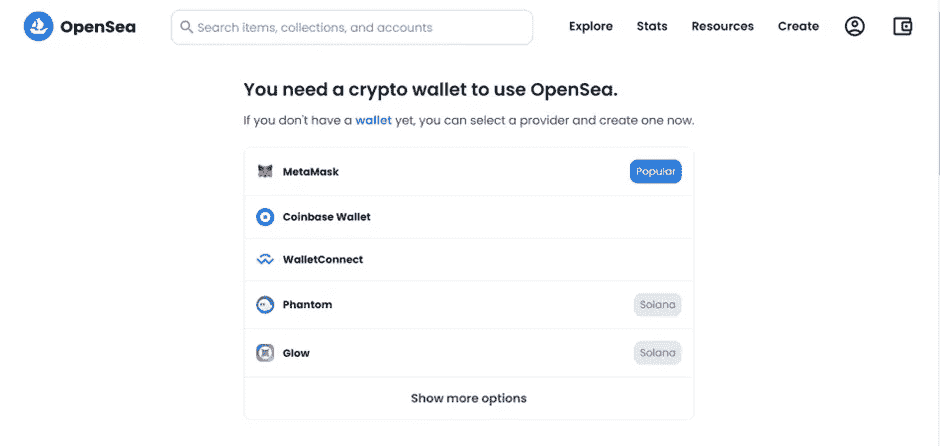 OpenSea
Search items, collections, and accounts
Explore
Stats
Resources
Create
You need a crypto wallet to use OpenSea.
If you don't have a wallet yet, you can select a provider and create one now.
MetaMask
Popular
Coinbase Wallet
WalletConnect
Phantom
Solana
Glow
Solana
Show more options